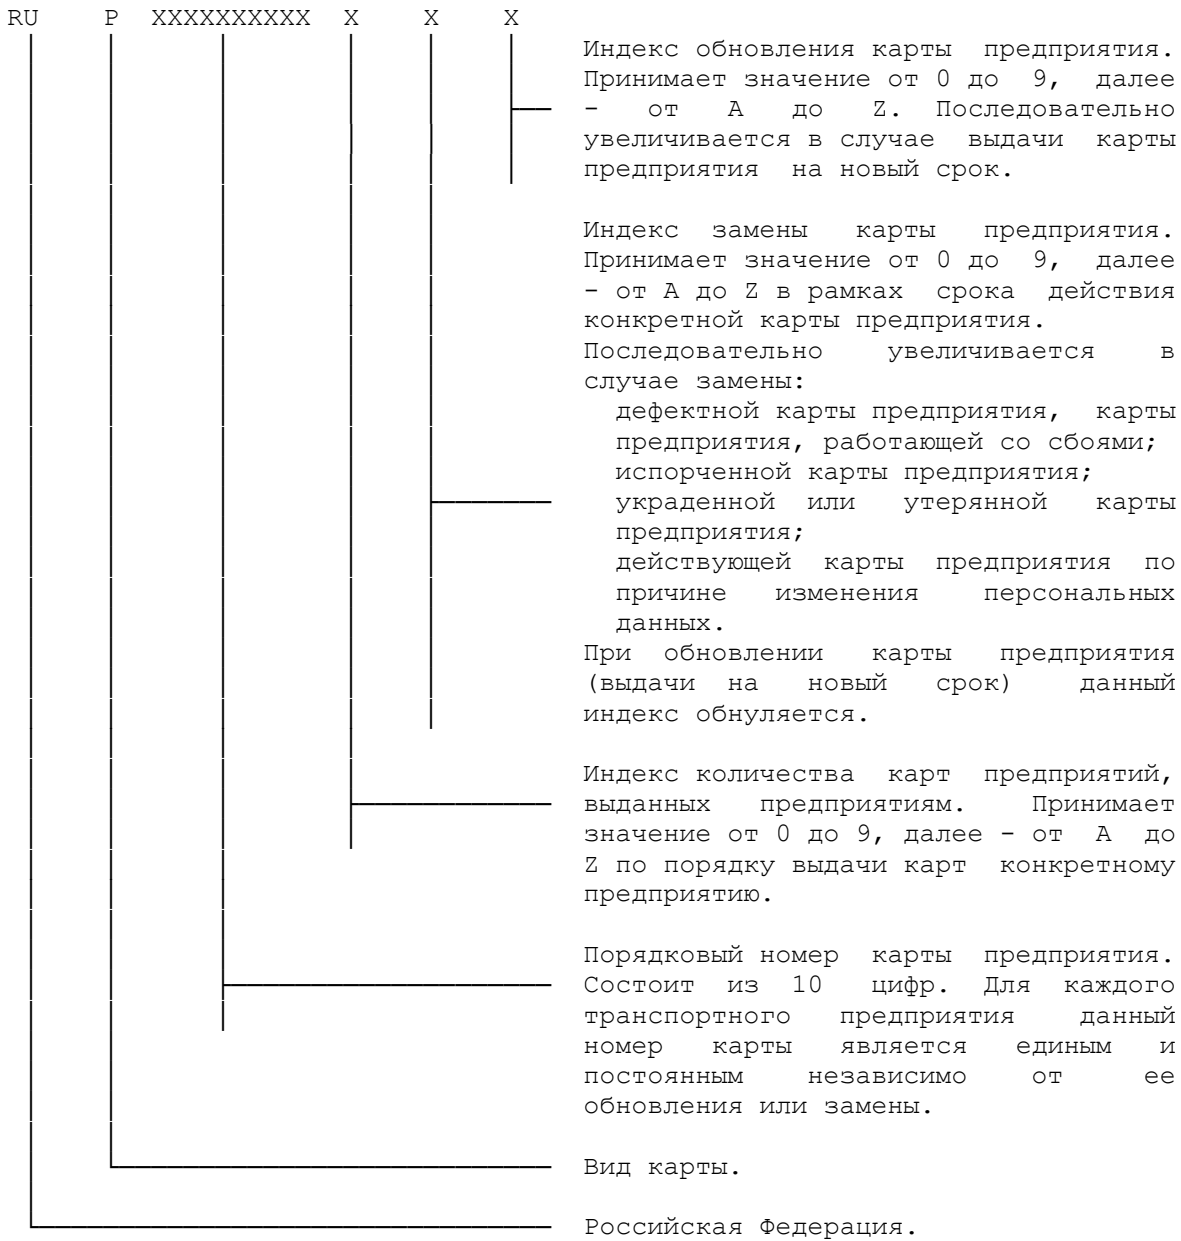 RU P XXXXXXXXXX X X X
Индекс обновления карты предприятия.
Принимает значение от 0 до 9, далее
- от A до Z. Последовательно
увеличивается в случае выдачи карты
предприятия на новый срок.
Индекс замены карты предприятия.
Принимает значение от 0 до 9, далее
- от A до Z в рамках срока действия
конкретной карты предприятия.
Последовательно увеличивается в
случае замены:
дефектной карты предприятия, карты
предприятия, работающей со сбоями;
испорченной карты предприятия;
украденной или утерянной карты
предприятия;
действующей карты предприятия по
причине изменения персональных
данных.
При обновлении карты предприятия
(выдачи на новый срок) данный
индекс обнуляется.
Индекс количества карт предприятий,
выданных предприятиям. Принимает
значение от 0 до 9, далее - от A до
Z по порядку выдачи карт конкретному
предприятию.
Порядковый номер карты предприятия.
Состоит из 10 цифр. Для каждого
транспортного предприятия данный
номер карты является единым и
постоянным независимо от ее
обновления или замены.
Вид карты.
Российская Федерация.